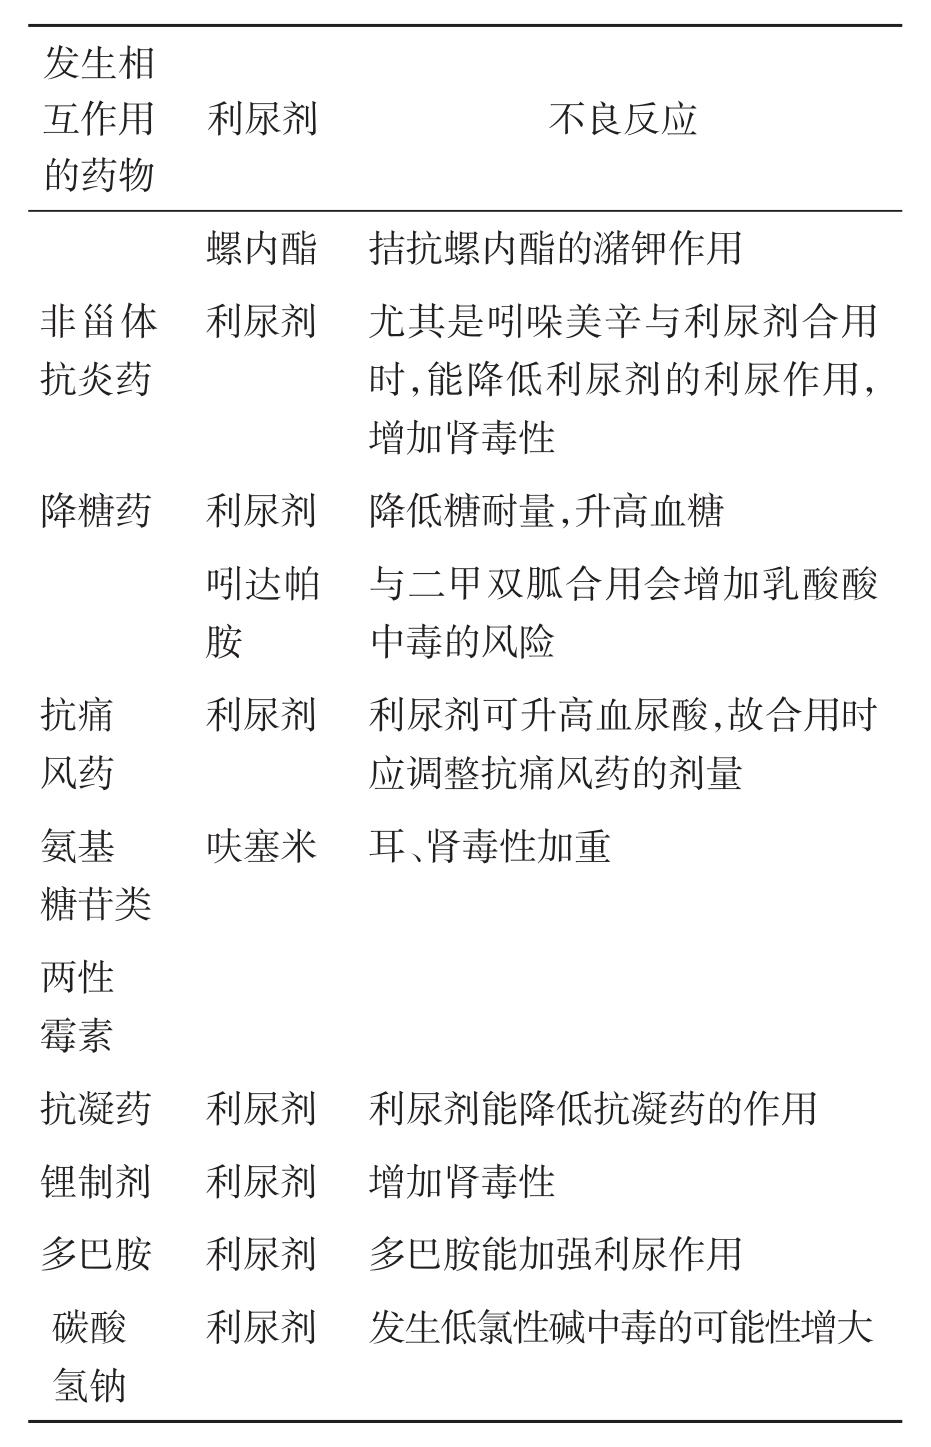 发生相
互作用 利尿剂 不良反应
的药物
螺内酯 拮抗螺内酯的潴钾作用
非甾体 利尿剂 尤其是吲哚美辛与利尿剂合用
抗炎药 时,能降低利尿剂的利尿作用,
增加肾毒性
降糖药 利尿剂 降低糖耐量,升高血糖
吲达帕 与二甲双胍合用会增加乳酸酸
胺 中毒的风险
抗痛 利尿剂 利尿剂可升高血尿酸,故合用时
风药 应调整抗痛风药的剂量
氨基 呋塞米 耳、肾毒性加重
糖苷类
两性
霉素
抗凝药 利尿剂 利尿剂能降低抗凝药的作用
锂制剂 利尿剂 增加肾毒性
多巴胺 利尿剂 多巴胺能加强利尿作用
碳酸 利尿剂 发生低氯性碱中毒的可能性增大
氢钠